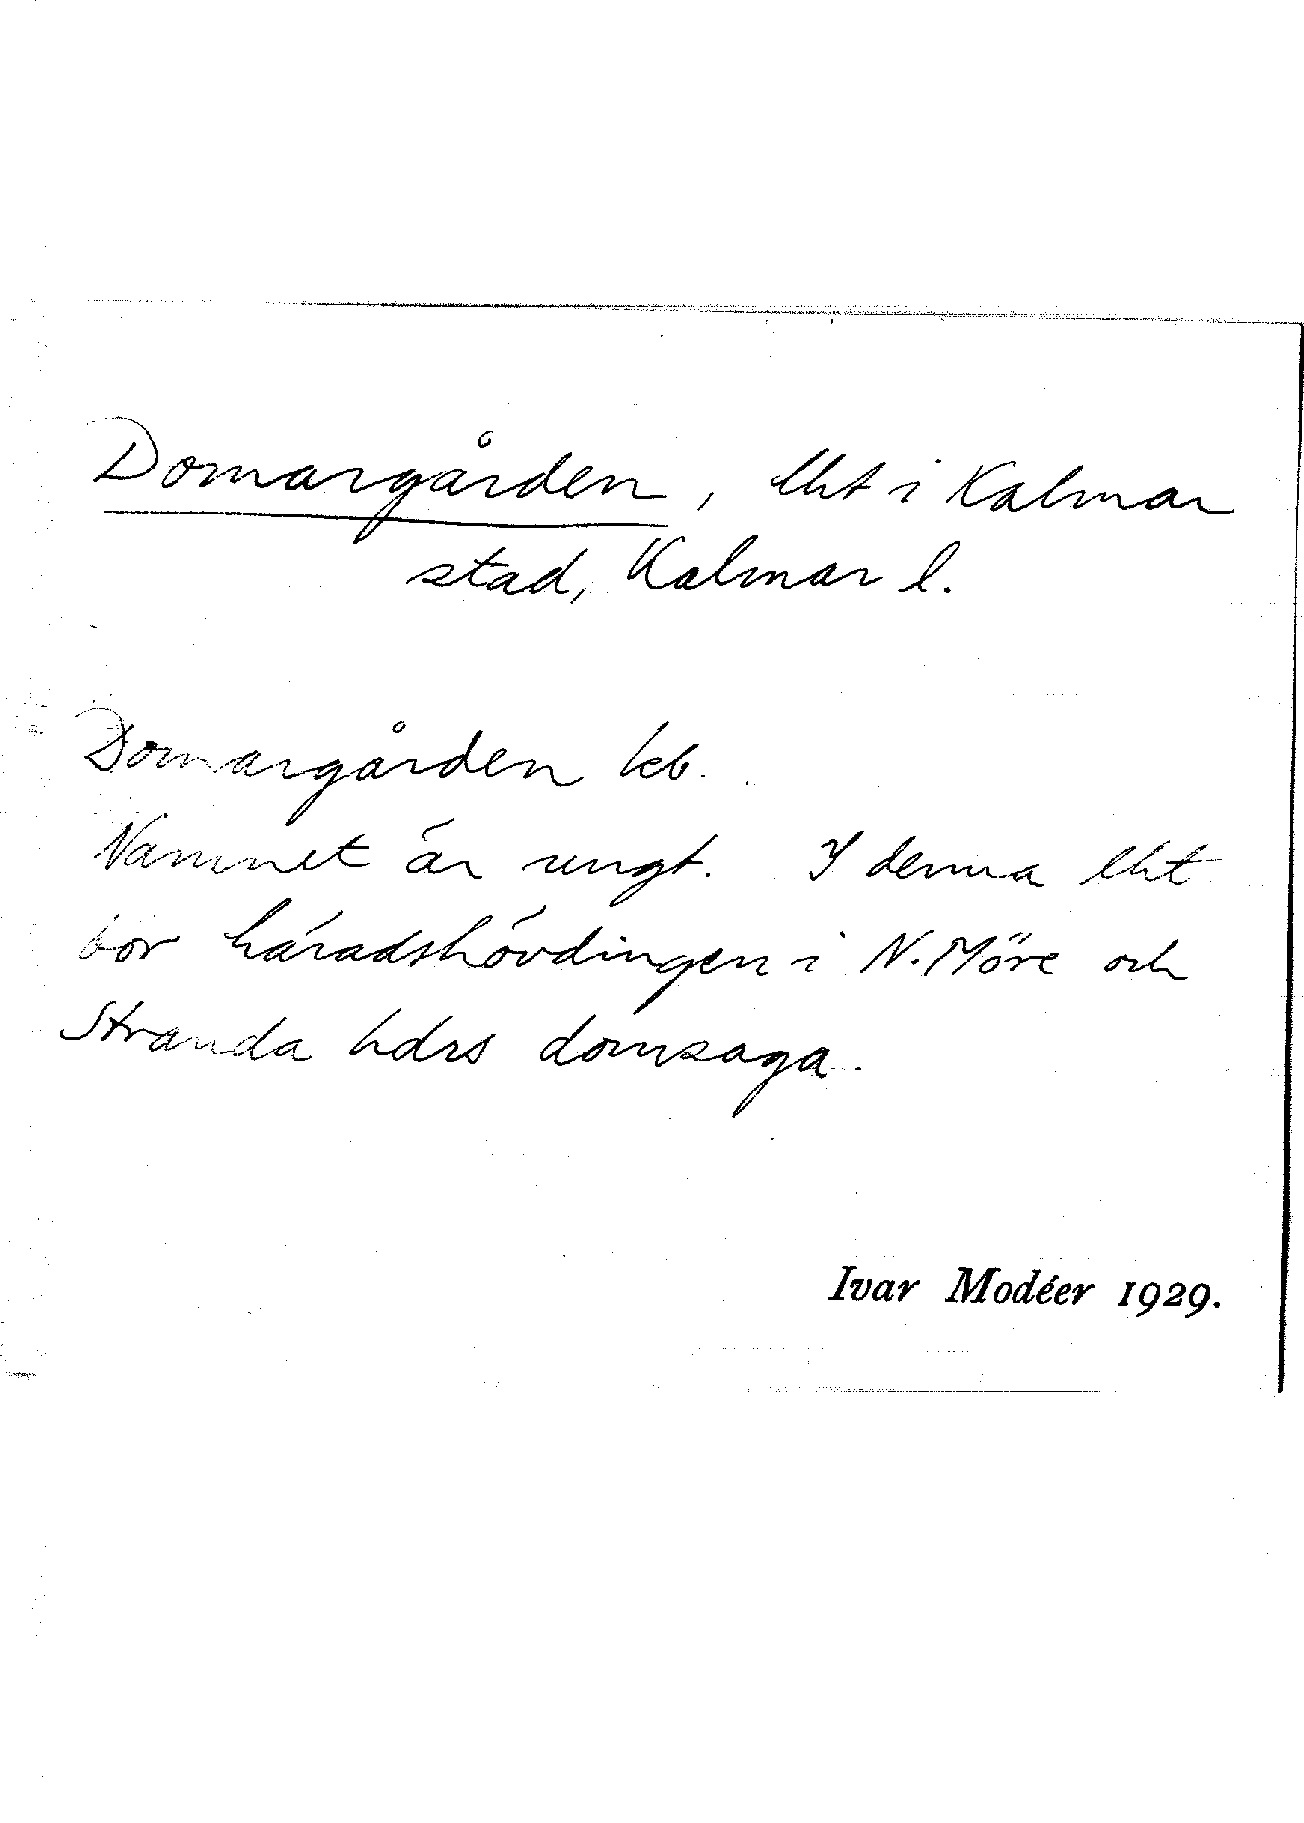 Domargården, lht i Kalmar
stad, Kalmar l.
Domargården kb.
Namnet är ungt. I denna lht
bor häradshövdingen i N. Möre och
Stranda hdrs domsaga.
Ivar Modéer 1929.